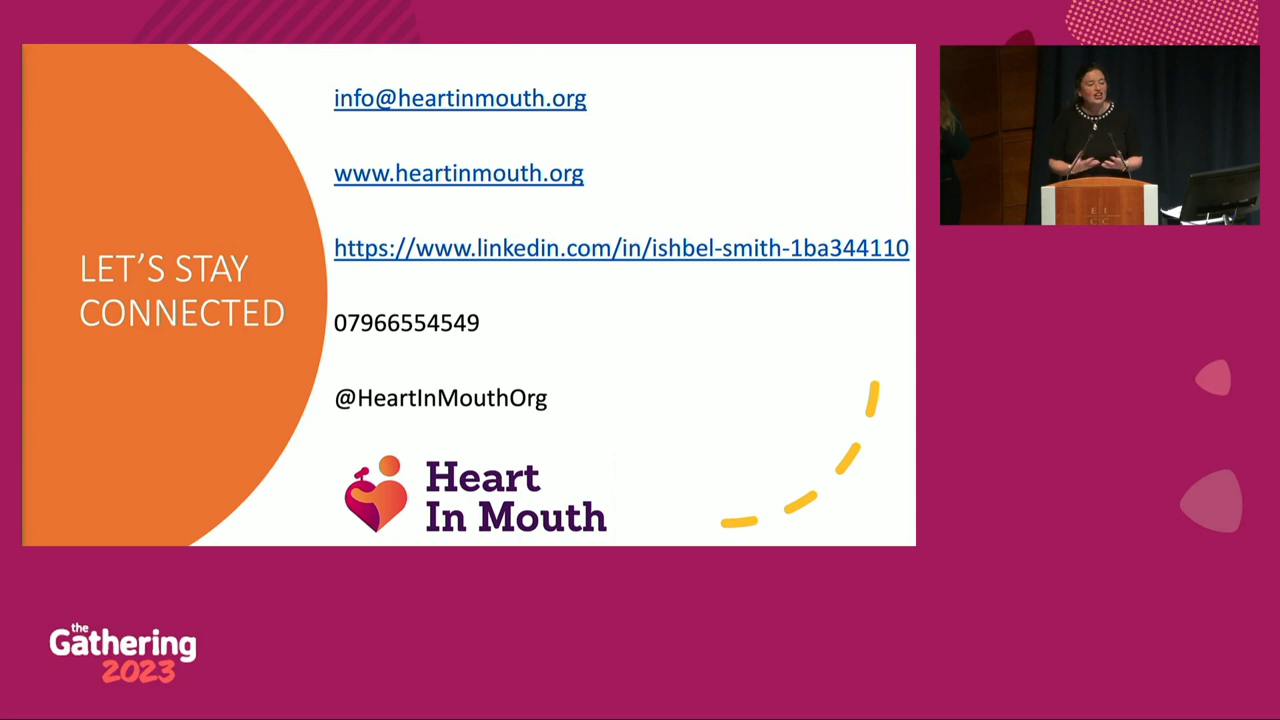 info@heartinmouth.org
www.heartinmouth.org
https://www.linkedin.com/in/ishbel-smith-1ba344110
LET'S STAY
CONNECTED
07966554549
@HeartInMouthOrg
Heart
In Mouth
E I
C C
the
Gathering
2023